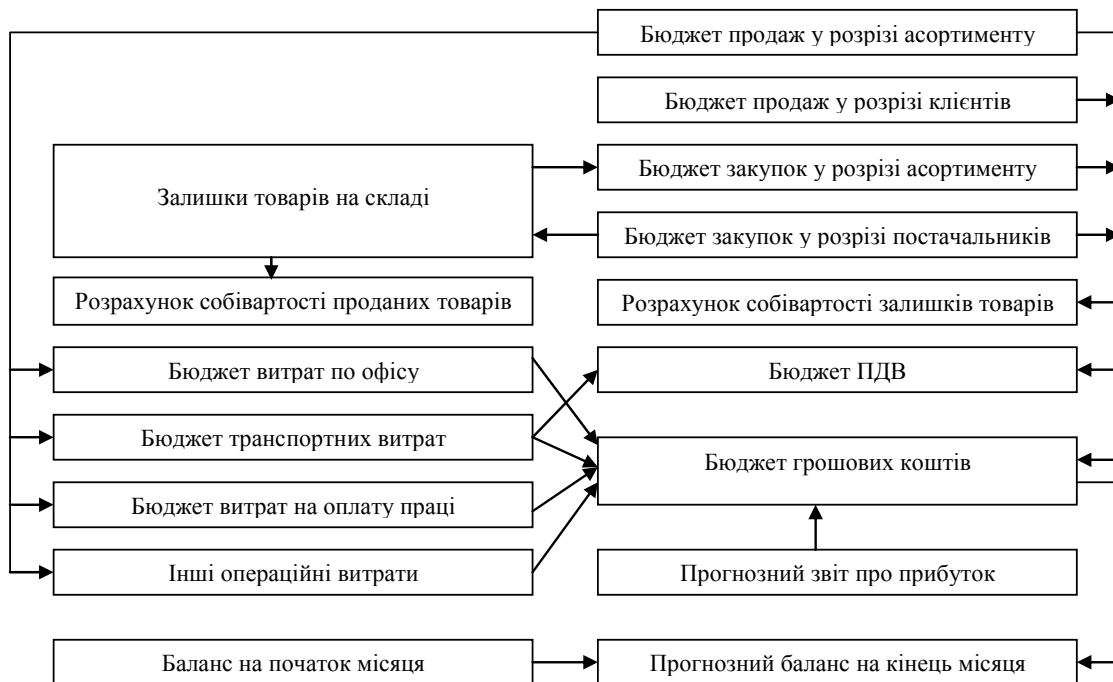 Бюджет продаж у розрізі асортименту
Бюджет продаж у розрізі клієнтів
Залишки товарів на складі
Бюджет закупок у розрізі асортименту
Бюджет закупок у розрізі постачальників
Розрахунок собівартості проданих товарів
Розрахунок собівартості залишків товарів
Бюджет витрат по офісу
Бюджет ПДВ
Бюджет транспортних витрат
Бюджет грошових коштів
Бюджет витрат на оплату праці
Інші операційні витрати
Прогнозний звіт про прибуток
Баланс на початок місяця
Прогнозний баланс на кінець місяця